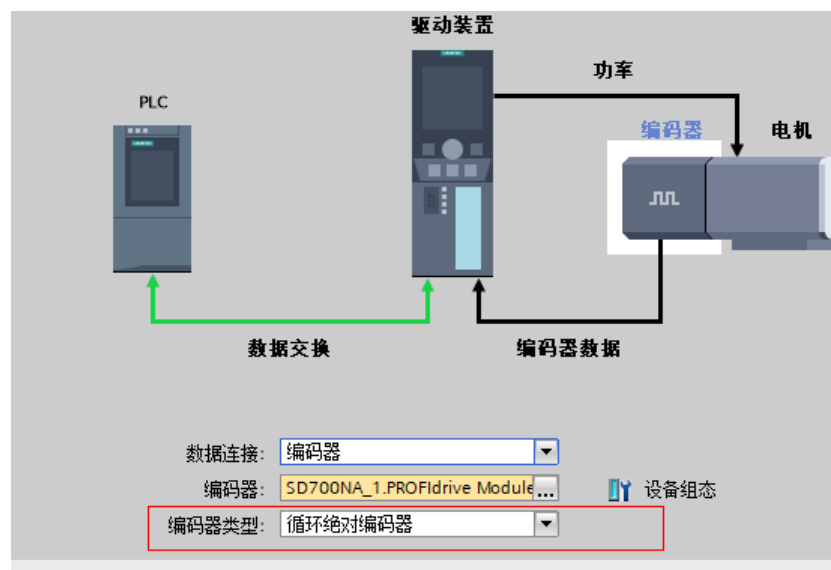 驱动装置
功率
PLC
编码器
电机
数据交换
编码器数据
数据连接: 编码器
编码器: SD700NA_1.PROFIdrive Module ... 设备组态
编码器类型: 循环绝对编码器